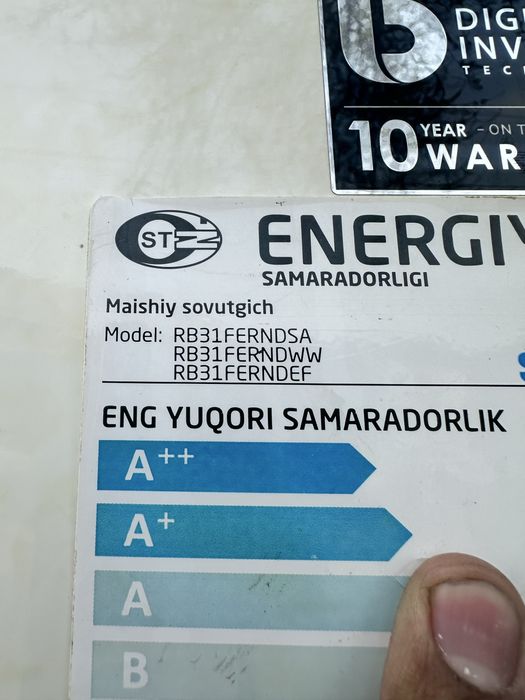 DIGI
INV
TEC
10 YEAR - ON T
WAR
ST
ENERGIY
SAMARADORLIGI
Maishiy sovutgich
Model: RB31FERNDSA
RB31FERNDWW
RB31FERNDEF
ENG YUQORI SAMARADORLIK
A++
A+
A
B